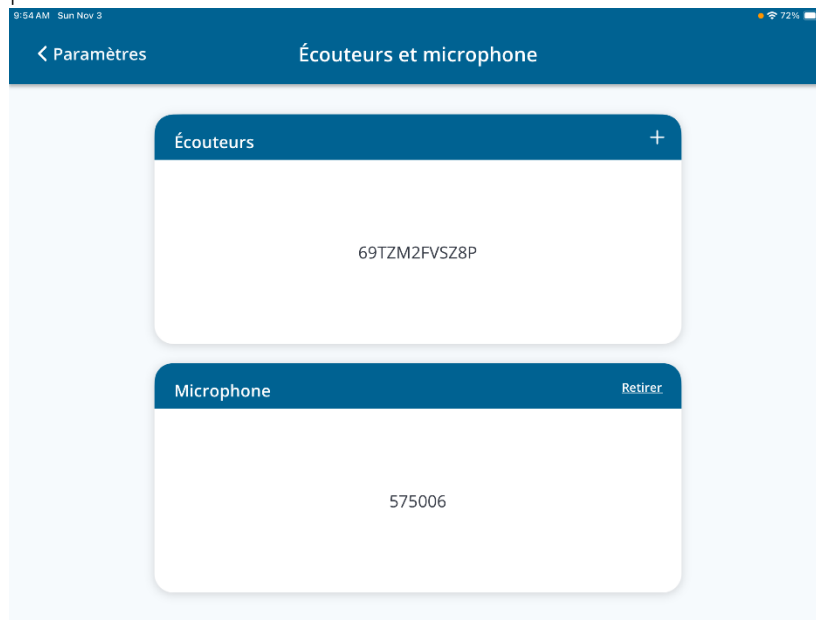 9:54 AM Sun Nov 3
72%
Paramètres
Écouteurs et microphone
Écouteurs
69TZM2FVSZ8P
Microphone
Retirer
575006